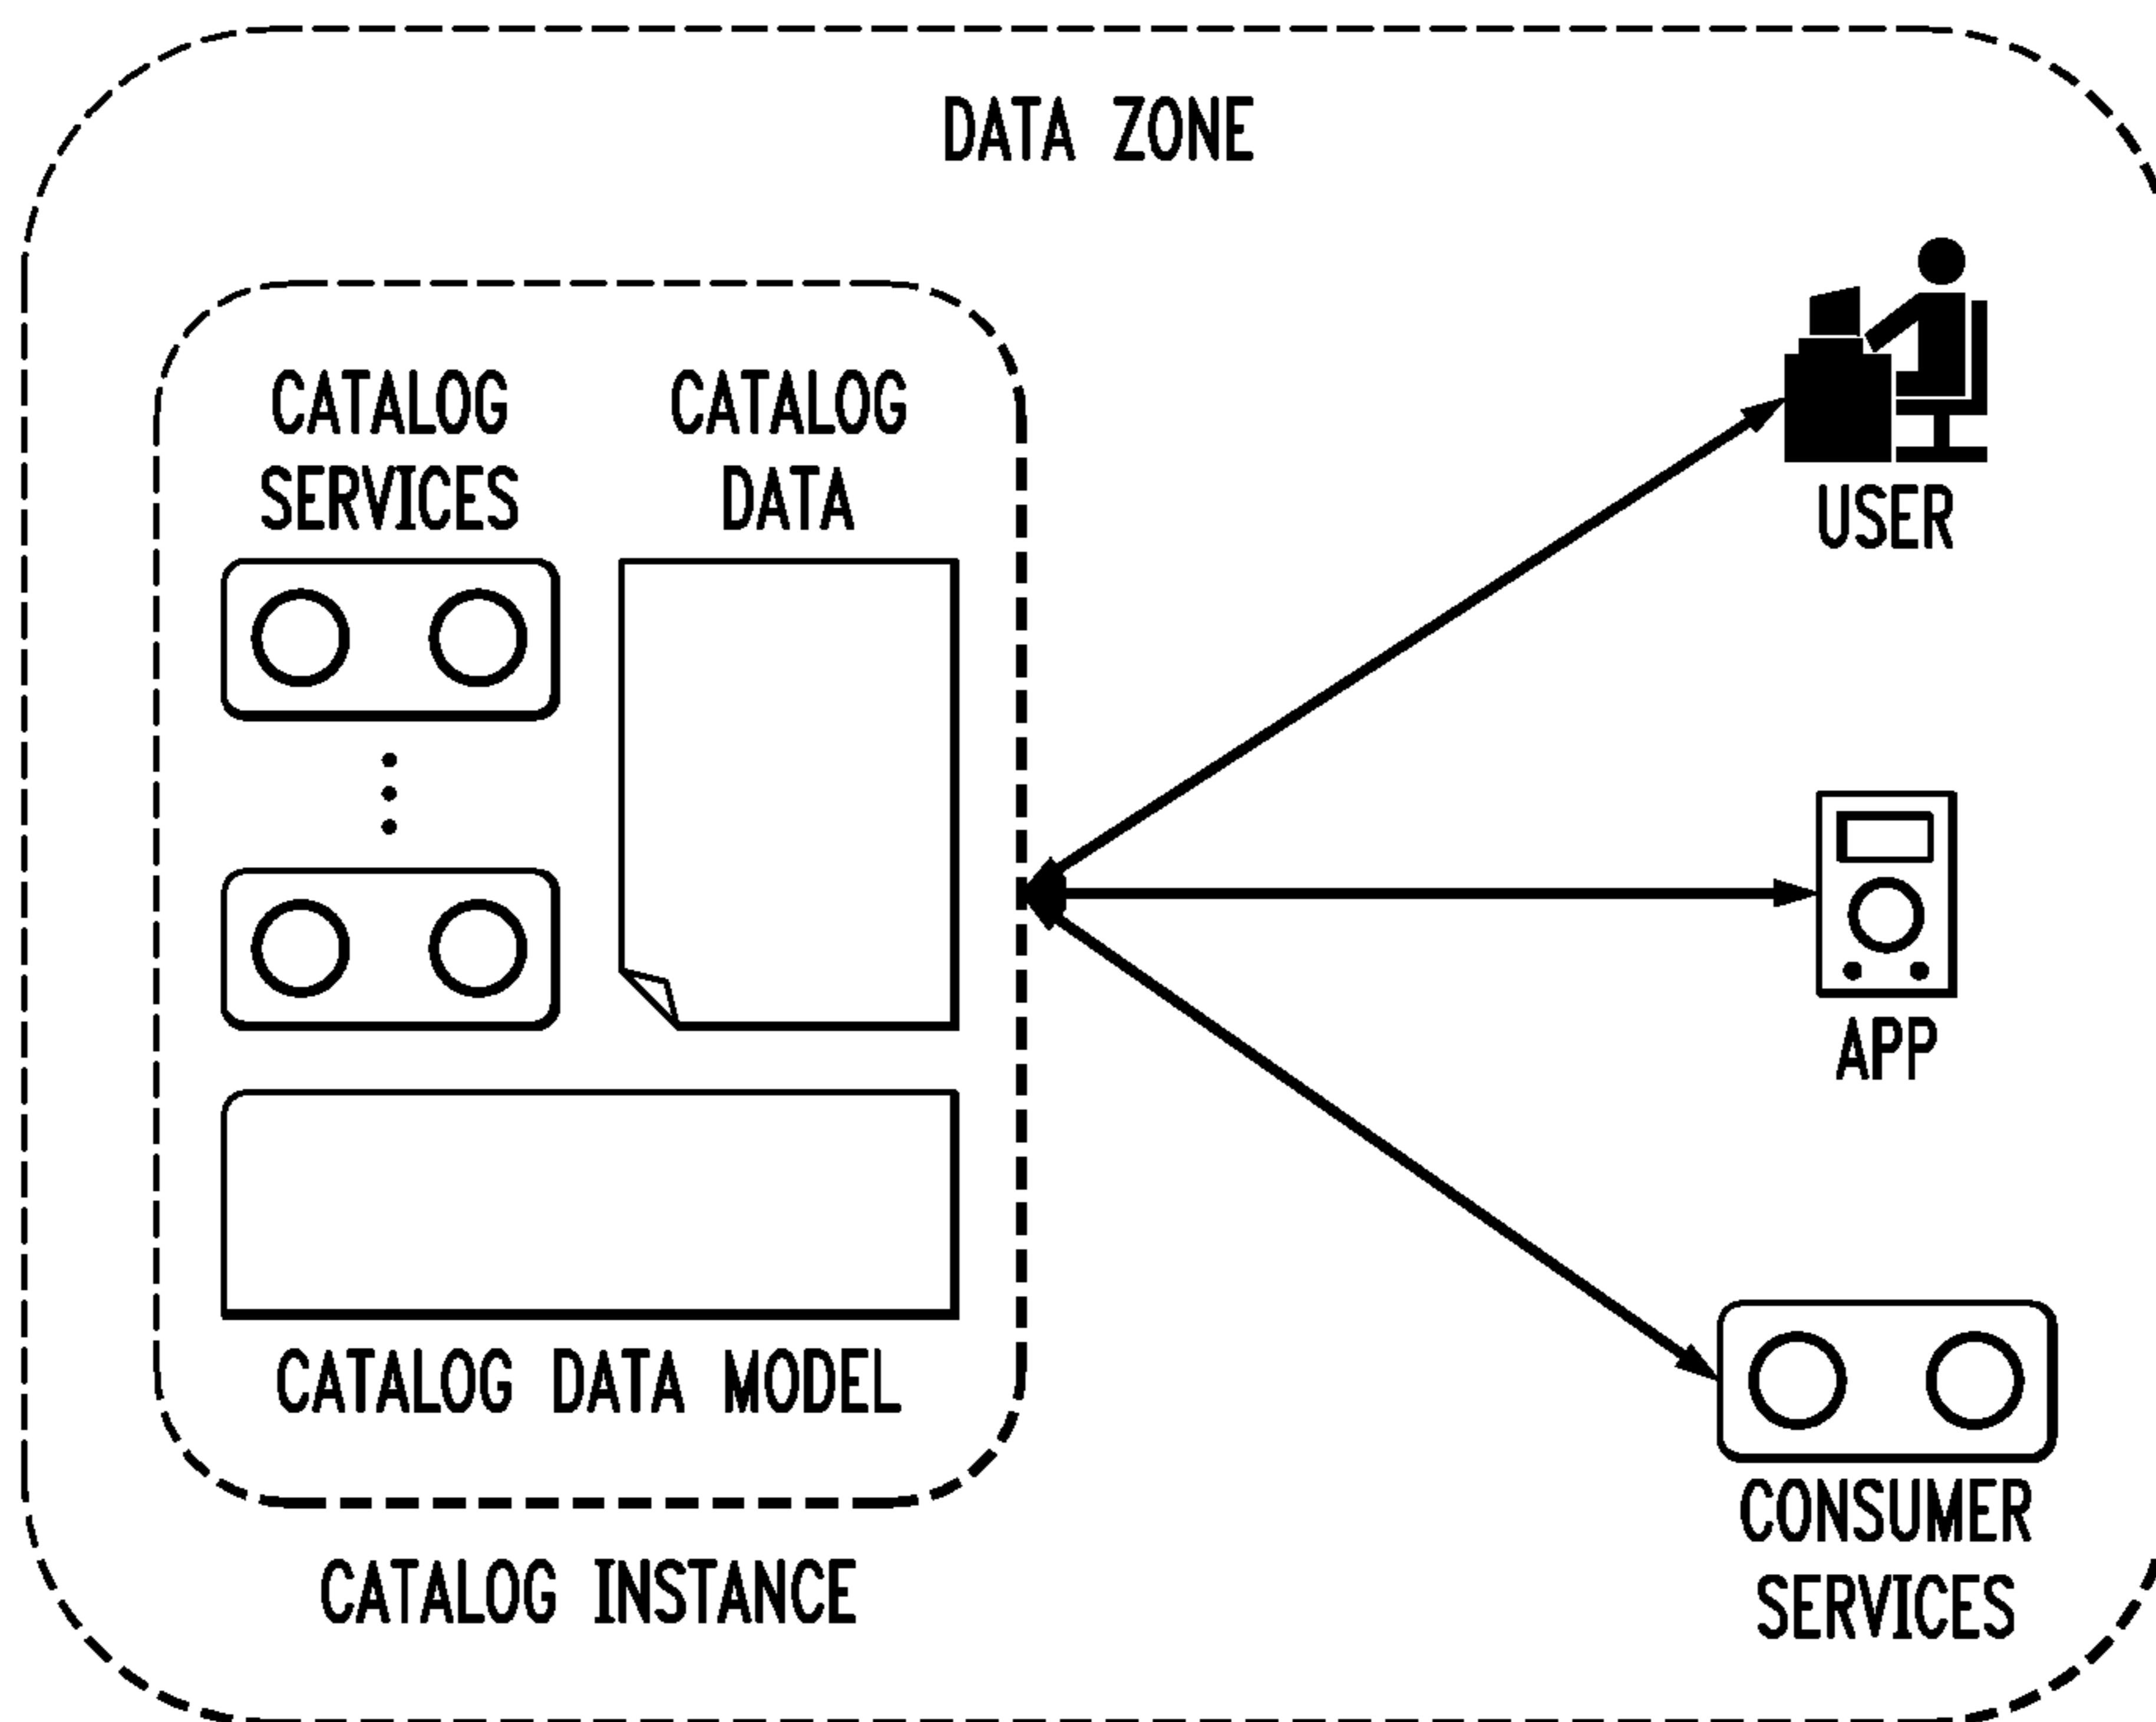 DATA ZONE
CATALOG
SERVICES
CATALOG
DATA
USER
APP
CATALOG DATA MODEL
CONSUMER
SERVICES
CATALOG INSTANCE